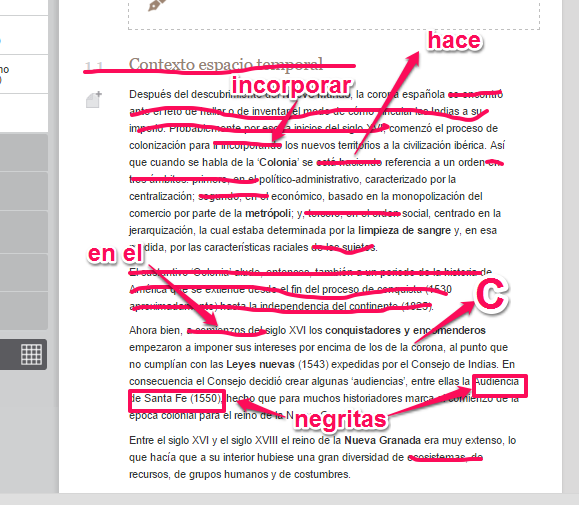 hace
1.1 Contexto espacio temporal
incorporar
Después del descubrimiento del Nuevo Mundo, la corona española se encontró
ante el reto de hallar o de inventar el modo de cómo vincular las Indias a su
imperio. Probablemente por eso a inicios del siglo XVI, comenzó el proceso de
colonización para ir incorporando los nuevos territorios a la civilización ibérica. Así
que cuando se habla de la 'Colonia' se está haciendo referencia a un orden en
tres ámbitos: primero, en el político-administrativo, caracterizado por la
centralización; segundo, en el económico, basado en la monopolización del
comercio por parte de la metrópoli; y, tercero, en el orden social, centrado en la
jerarquización, la cual estaba determinada por la limpieza de sangre y, en esa
medida, por las características raciales de los sujetos.
en el
El sustantivo 'Colonia' alude, entonces, también a un periodo de la historia de
América que se extiende desde el fin del proceso de conquista (1530
aproximadamente) hasta la independencia del continente (1825).
C
Ahora bien, a comienzos del siglo XVI los conquistadores y encomenderos
empezaron a imponer sus intereses por encima de los de la corona, al punto que
no cumplían con las Leyes nuevas (1543) expedidas por el Consejo de Indias. En
consecuencia el Consejo decidió crear algunas 'audiencias', entre ellas la Audiencia
de Santa Fe (1550), hecho que para muchos historiadores marca el comienzo de la
época colonial para el reino de la Nueva Granada.
negritas
Entre el siglo XVI y el siglo XVIII el reino de la Nueva Granada era muy extenso, lo
que hacía que a su interior hubiese una gran diversidad de ecosistemas, de
recursos, de grupos humanos y de costumbres.